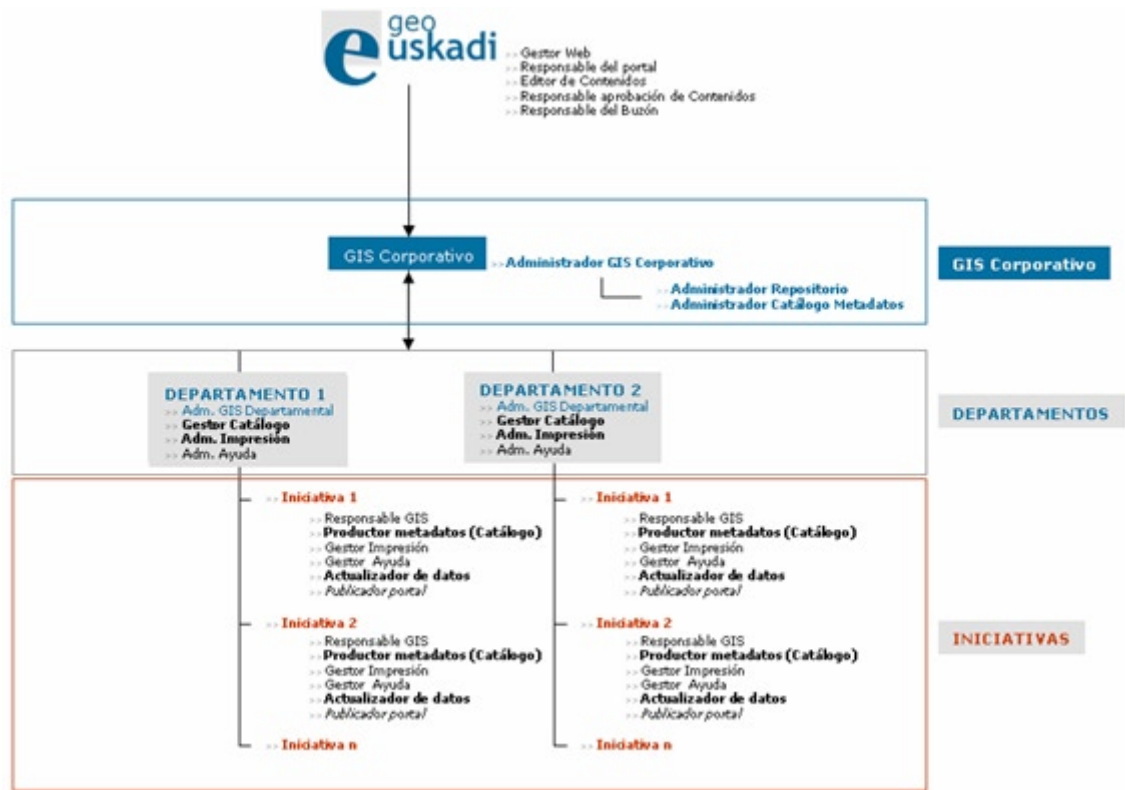 geo
euskadi
>> Gestor Web
>> Responsable del portal
>> Editor de Contenidos
>> Responsable aprobación de Contenidos
>> Responsable del Buzón
GIS Corporativo
>> Administrador GIS Corporativo
>> Administrador Repositorio
>> Administrador Catálogo Metadatos
GIS Corporativo
DEPARTAMENTO 1
>> Adm. GIS Departamental
>> Gestor Catálogo
>> Adm. Impresión
>> Adm. Ayuda
DEPARTAMENTO 2
>> Adm. GIS Departamental
>> Gestor Catálogo
>> Adm. Impresión
>> Adm. Ayuda
DEPARTAMENTOS
>> Iniciativa 1
>> Responsable GIS
>> Productor metadatos (Catálogo)
>> Gestor Impresión
>> Gestor Ayuda
>> Actualizador de datos
>> Publicador portal
>> Iniciativa 2
>> Responsable GIS
>> Productor metadatos (Catálogo)
>> Gestor Impresión
>> Gestor Ayuda
>> Actualizador de datos
>> Publicador portal
>> Iniciativa n
>> Iniciativa 1
>> Responsable GIS
>> Productor metadatos (Catálogo)
>> Gestor Impresión
>> Gestor Ayuda
>> Actualizador de datos
>> Publicador portal
>> Iniciativa 2
>> Responsable GIS
>> Productor metadatos (Catálogo)
>> Gestor Impresión
>> Gestor Ayuda
>> Actualizador de datos
>> Publicador portal
>> Iniciativa n
INICIATIVAS